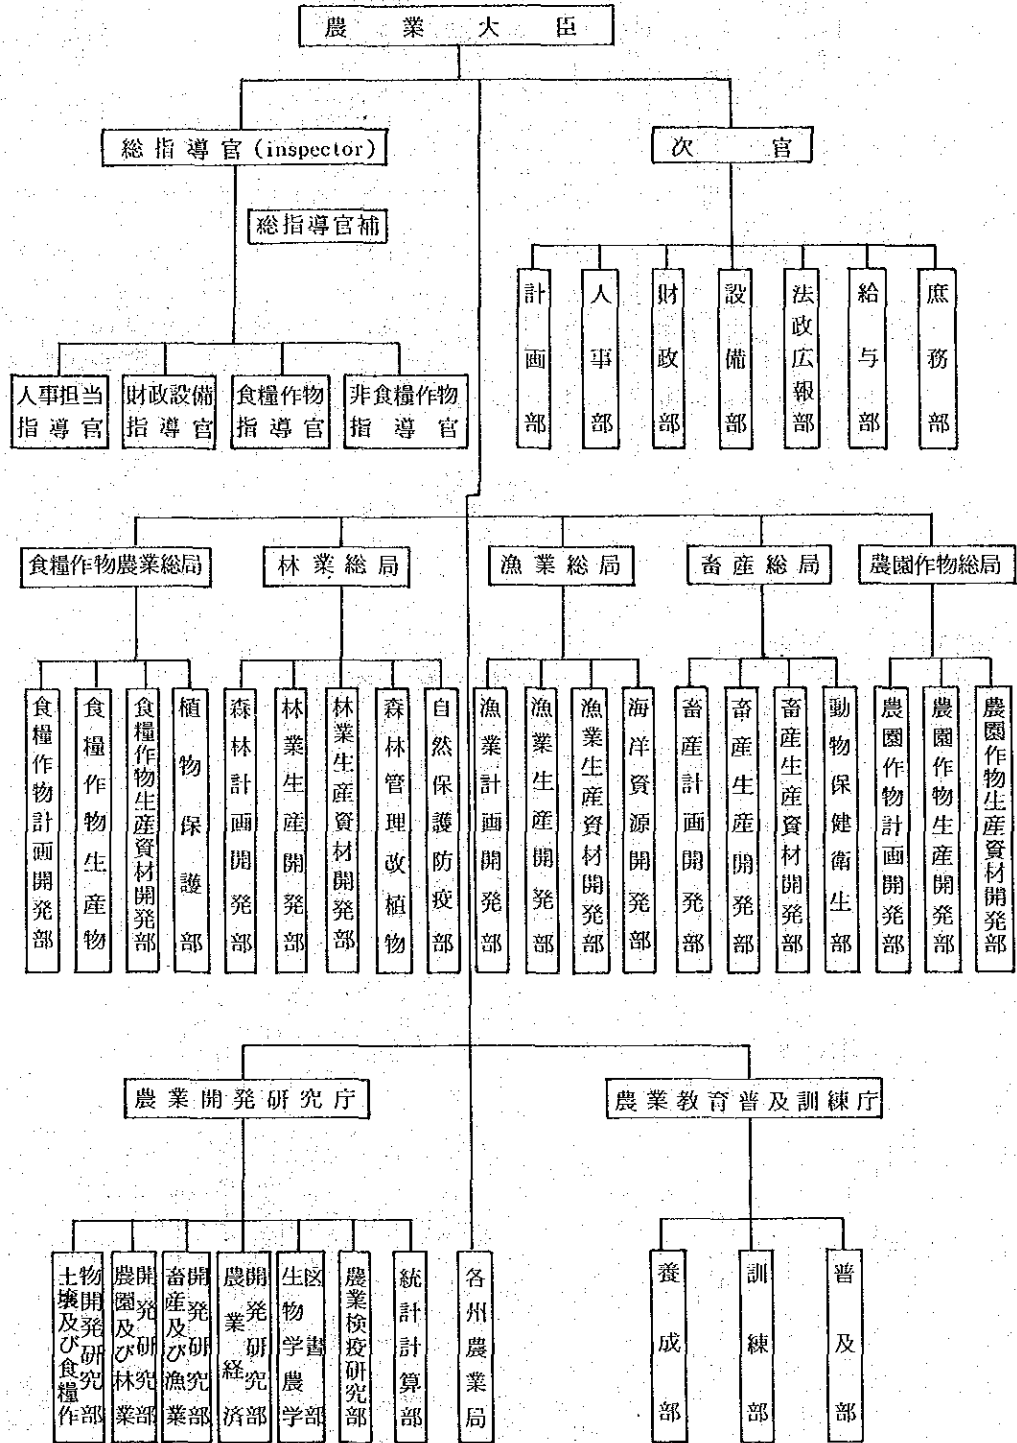 農業大臣
総指導官(inspector)
次官
総指導官補
計画部
人事部
財政部
設備部
法政広報部
給与部
庶務部
人事担当
指導官
財政設備
指導官
食糧作物
指導官
非食糧作物
指導官
食糧作物農業総局
林業総局
漁業総局
畜産総局
農園作物総局
食糧作物計画開発部
食糧作物生産物
食糧作物生産資材開発部
植物保護部
森林計画開発部
林業生産開発部
林業生産資材開発部
森林管理改植物
自然保護防疫部
漁業計画開発部
漁業生産開発部
漁業生産資材開発部
海洋資源開発部
畜産計画開発部
畜産生産開発部
畜産生産資材開発部
動物保健衛生部
農園作物計画開発部
農園作物生産開発部
農園作物生産資材開発部
農業開発研究庁
農業教育普及訓練庁
土壌及び食糧作
物開発研究部
農園及び林業
開発研究部
畜産及び漁業
開発研究部
農業経済
開発研究部
生物学農学
図書部
農業検疫研究部
統計計算部
各州農業局
養成部
訓練部
普及部